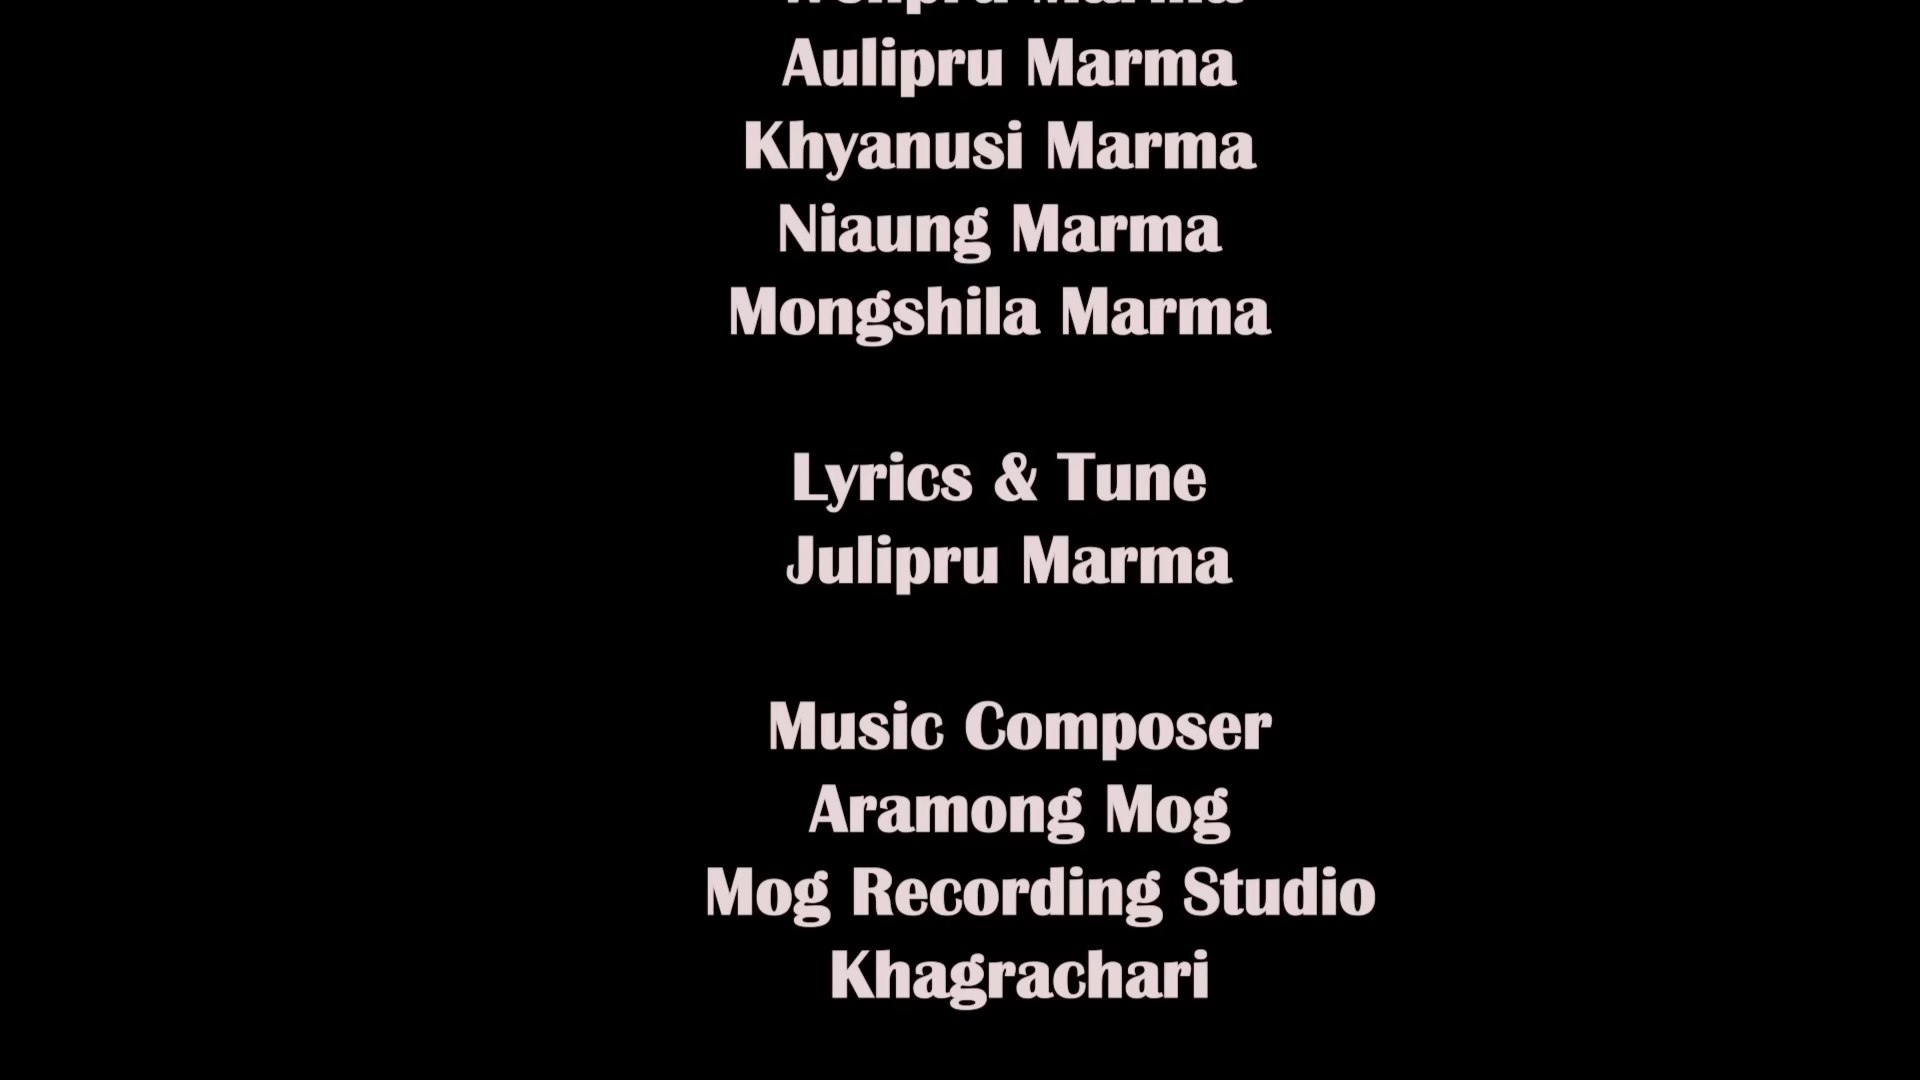 Marma
Aulipru Marma
Khyanusi Marma
Niaung Marma
Mongshila Marma
Lyrics & Tune
Julipru Marma
Music Composer
Aramong Mog
Mog Recording Studio
Khagrachari